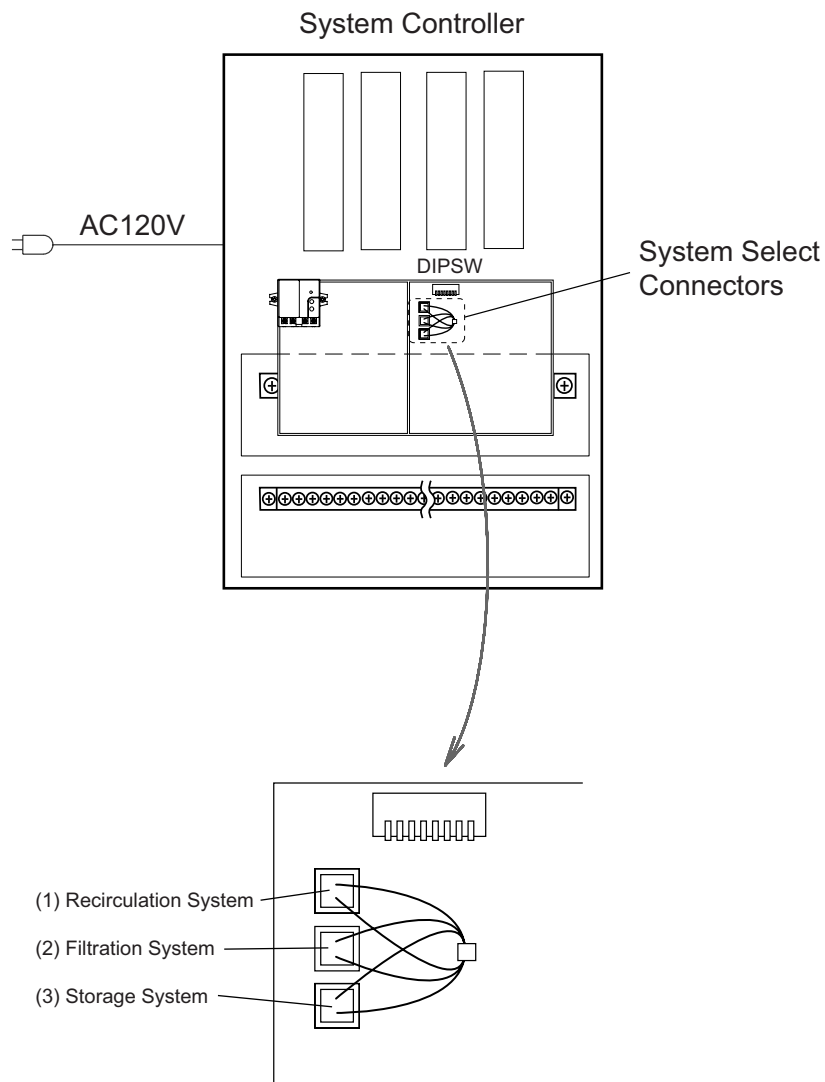 System Controller
AC120V
DIPSW
System Select
Connectors
(1) Recirculation System
(2) Filtration System
(3) Storage System